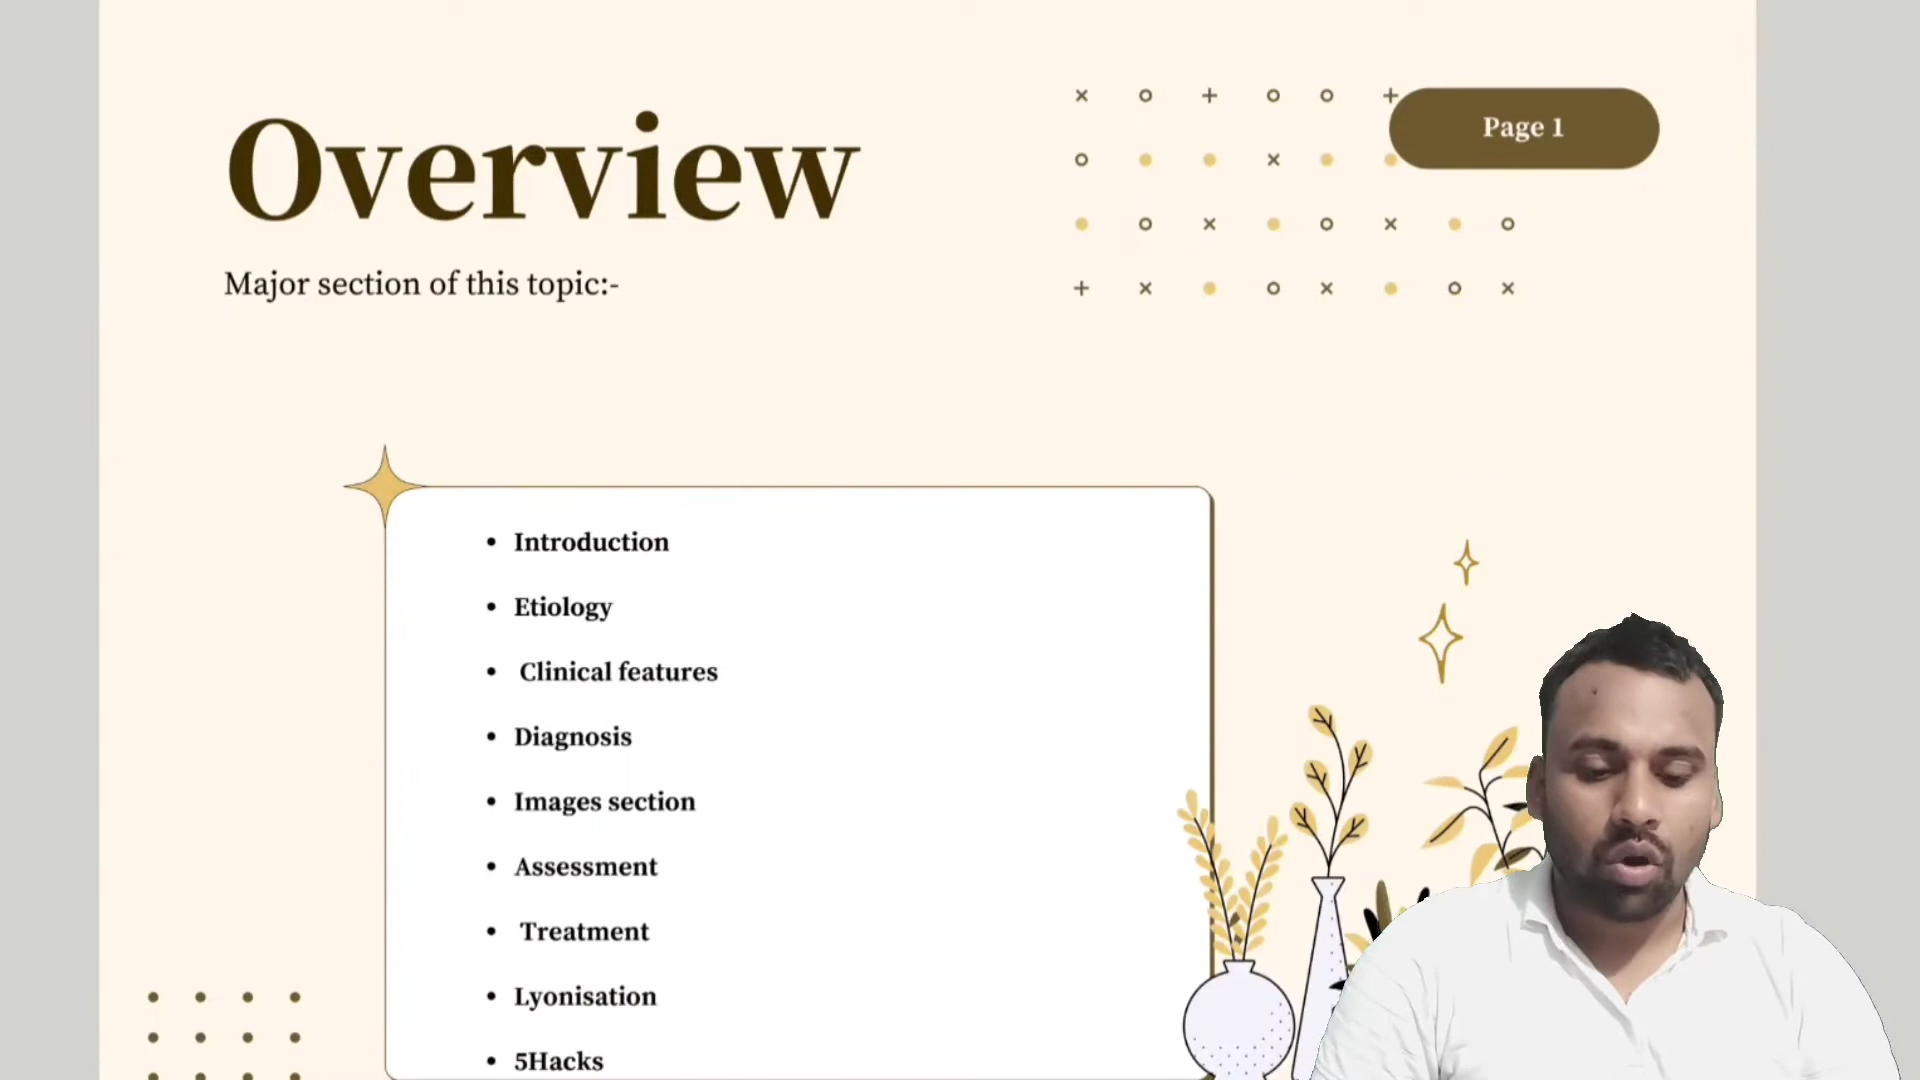 Page 1
Overview
Major section of this topic:-
• Introduction
• Etiology
• Clinical features
• Diagnosis
• Images section
• Assessment
• Treatment
• Lyonisation
• 5Hacks